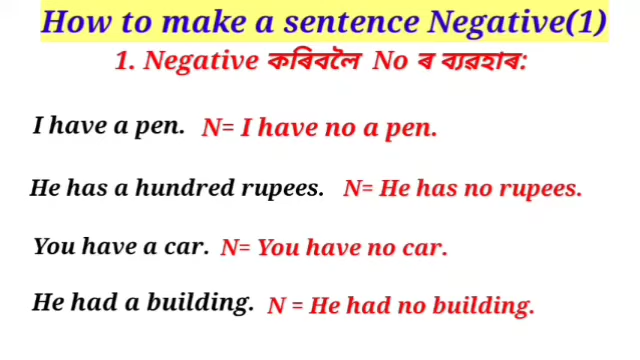 How to make a sentence Negative(1)
1. Negative কৰিবলৈ No ৰ ব্যৱহাৰ:
I have a pen. N= I have no a pen.
He has a hundred rupees. N= He has no rupees.
You have a car. N= You have no car.
He had a building. N = He had no building.